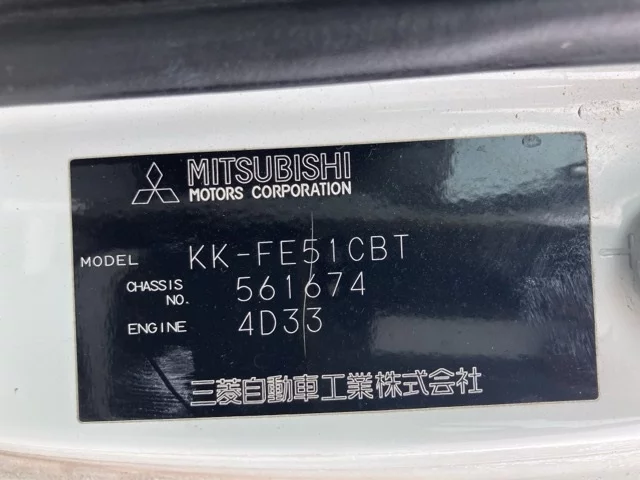 MITSUBISHI
MOTORS CORPORATION
MODEL KK-FE51CBT
CHASSIS NO. 561674
ENGINE 4D33
三菱自動車工業株式会社